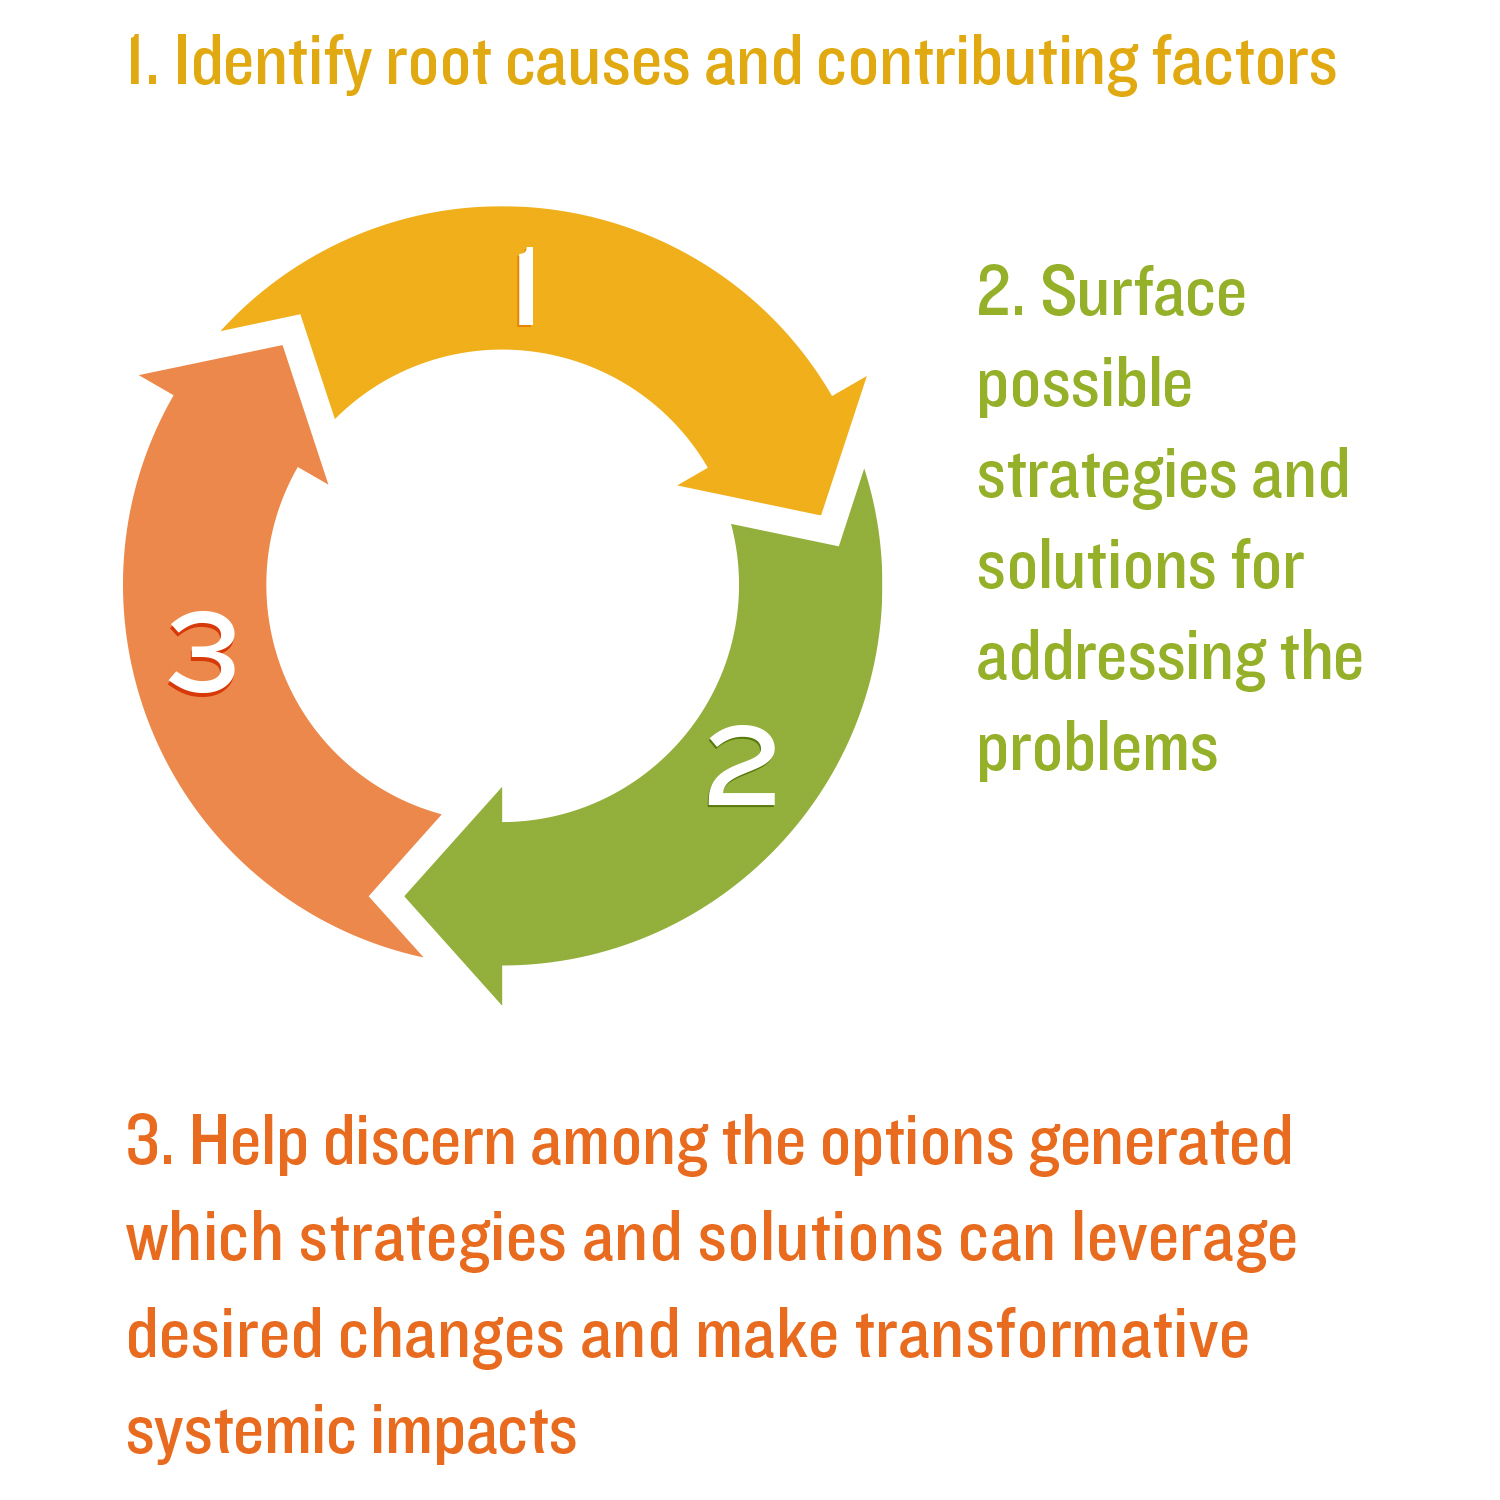 1. Identify root causes and contributing factors
1
2. Surface
possible
strategies and
solutions for
addressing the
problems
3
2
3. Help discern among the options generated
which strategies and solutions can leverage
desired changes and make transformative
systemic impacts